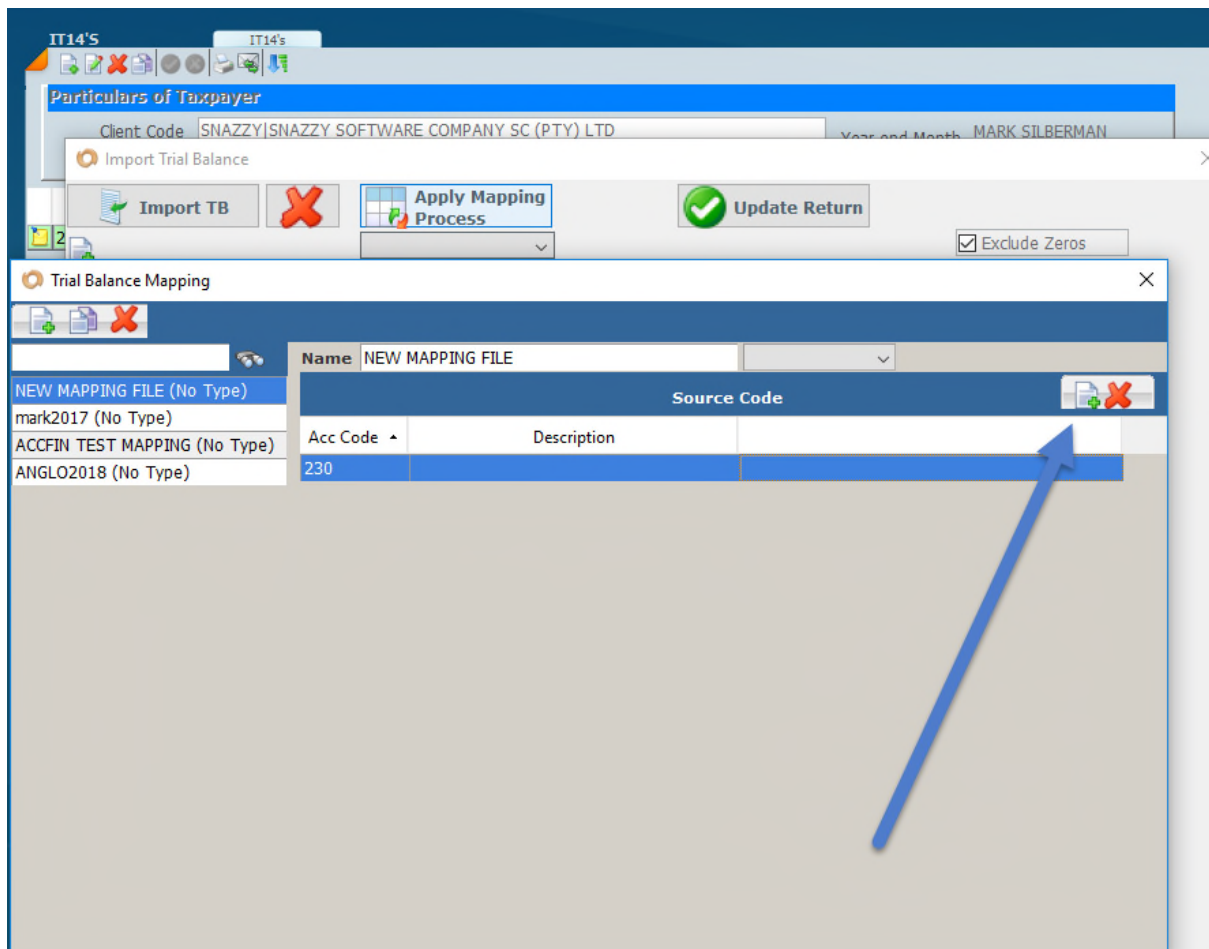 IT14'S IT14's
Particulars of Taxpayer
Client Code SNAZZY|SNAZZY SOFTWARE COMPANY SC (PTY) LTD Year end Month MARK SILBERMAN
Import Trial Balance
Import TB Apply Mapping Process Update Return
2 Exclude Zeros
Trial Balance Mapping
Name NEW MAPPING FILE
NEW MAPPING FILE (No Type) Source Code
mark2017 (No Type)
ACCFIN TEST MAPPING (No Type) Acc Code Description
ANGLO2018 (No Type) 230